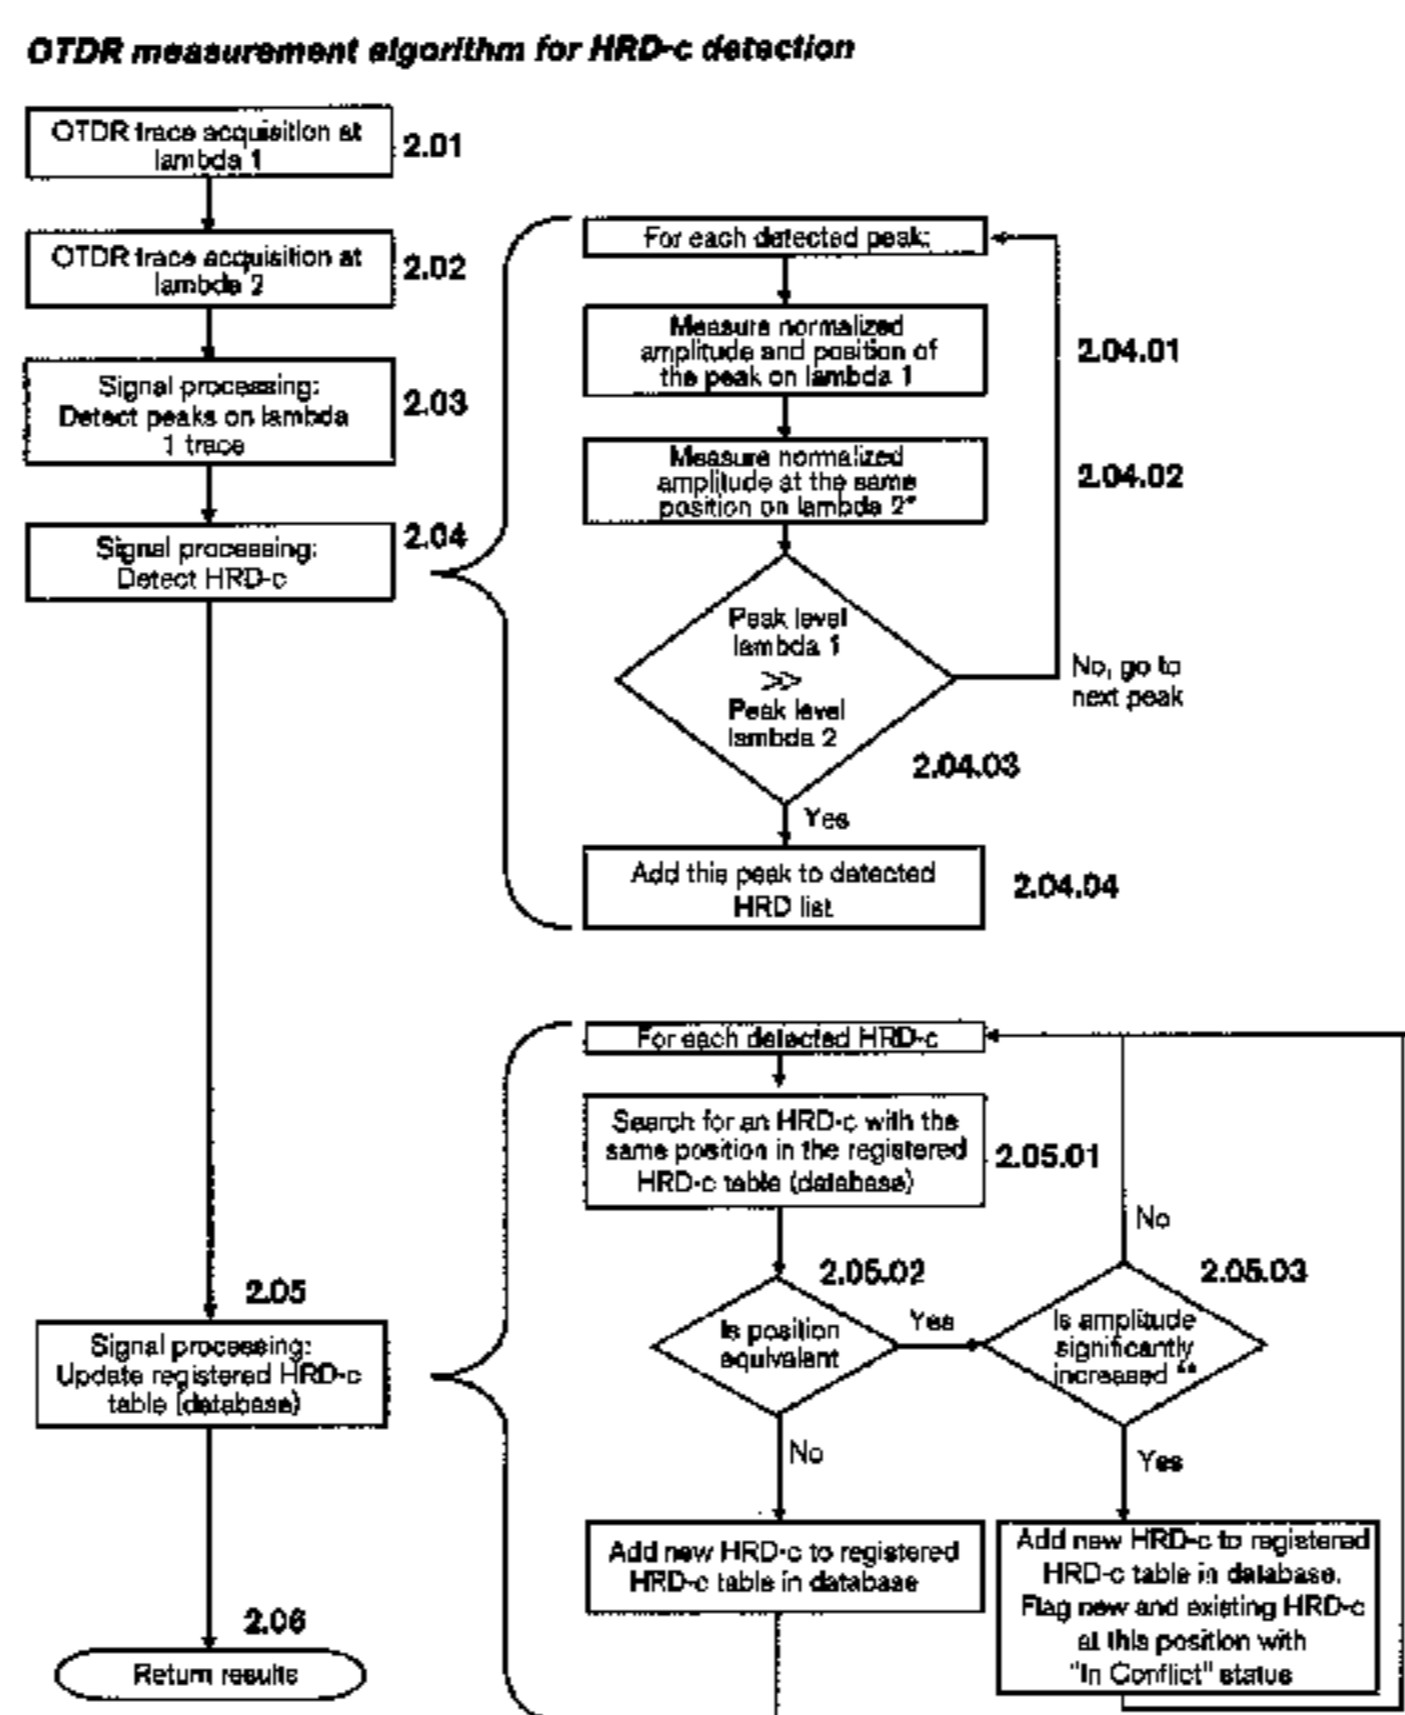 OTDR measurement algorithm for HRD-c detection
OTDR trace acquisition at
lambda 1
2.01
OTDR trace acquisition at
lambda 2
2.02
Signal processing:
Detect peaks on lambda
1 trace
2.03
Signal processing:
Detect HRD-c
2.04
For each detected peak:
Measure normalized
amplitude and position of
the peak on lambda 1
2.04.01
Measure normalized
amplitude at the same
position on lambda 2*
2.04.02
Peak level
lambda 1
>>
Peak level
lambda 2
2.04.03
No, go to
next peak
Yes
Add this peak to detected
HRD list
2.04.04
For each detected HRD-c
Search for an HRD-c with the
same position in the registered
HRD-c table (database)
2.05.01
No
2.05.02
2.05.03
Is position
equivalent
Yes
Is amplitude
significantly
increased **
No
Yes
Add new HRD-c to registered
HRD-c table in database
Add new HRD-c to registered
HRD-c table in database.
Flag new and existing HRD-c
at this position with
"In Conflict" status
2.05
Signal processing:
Update registered HRD-c
table (database)
2.06
Return results